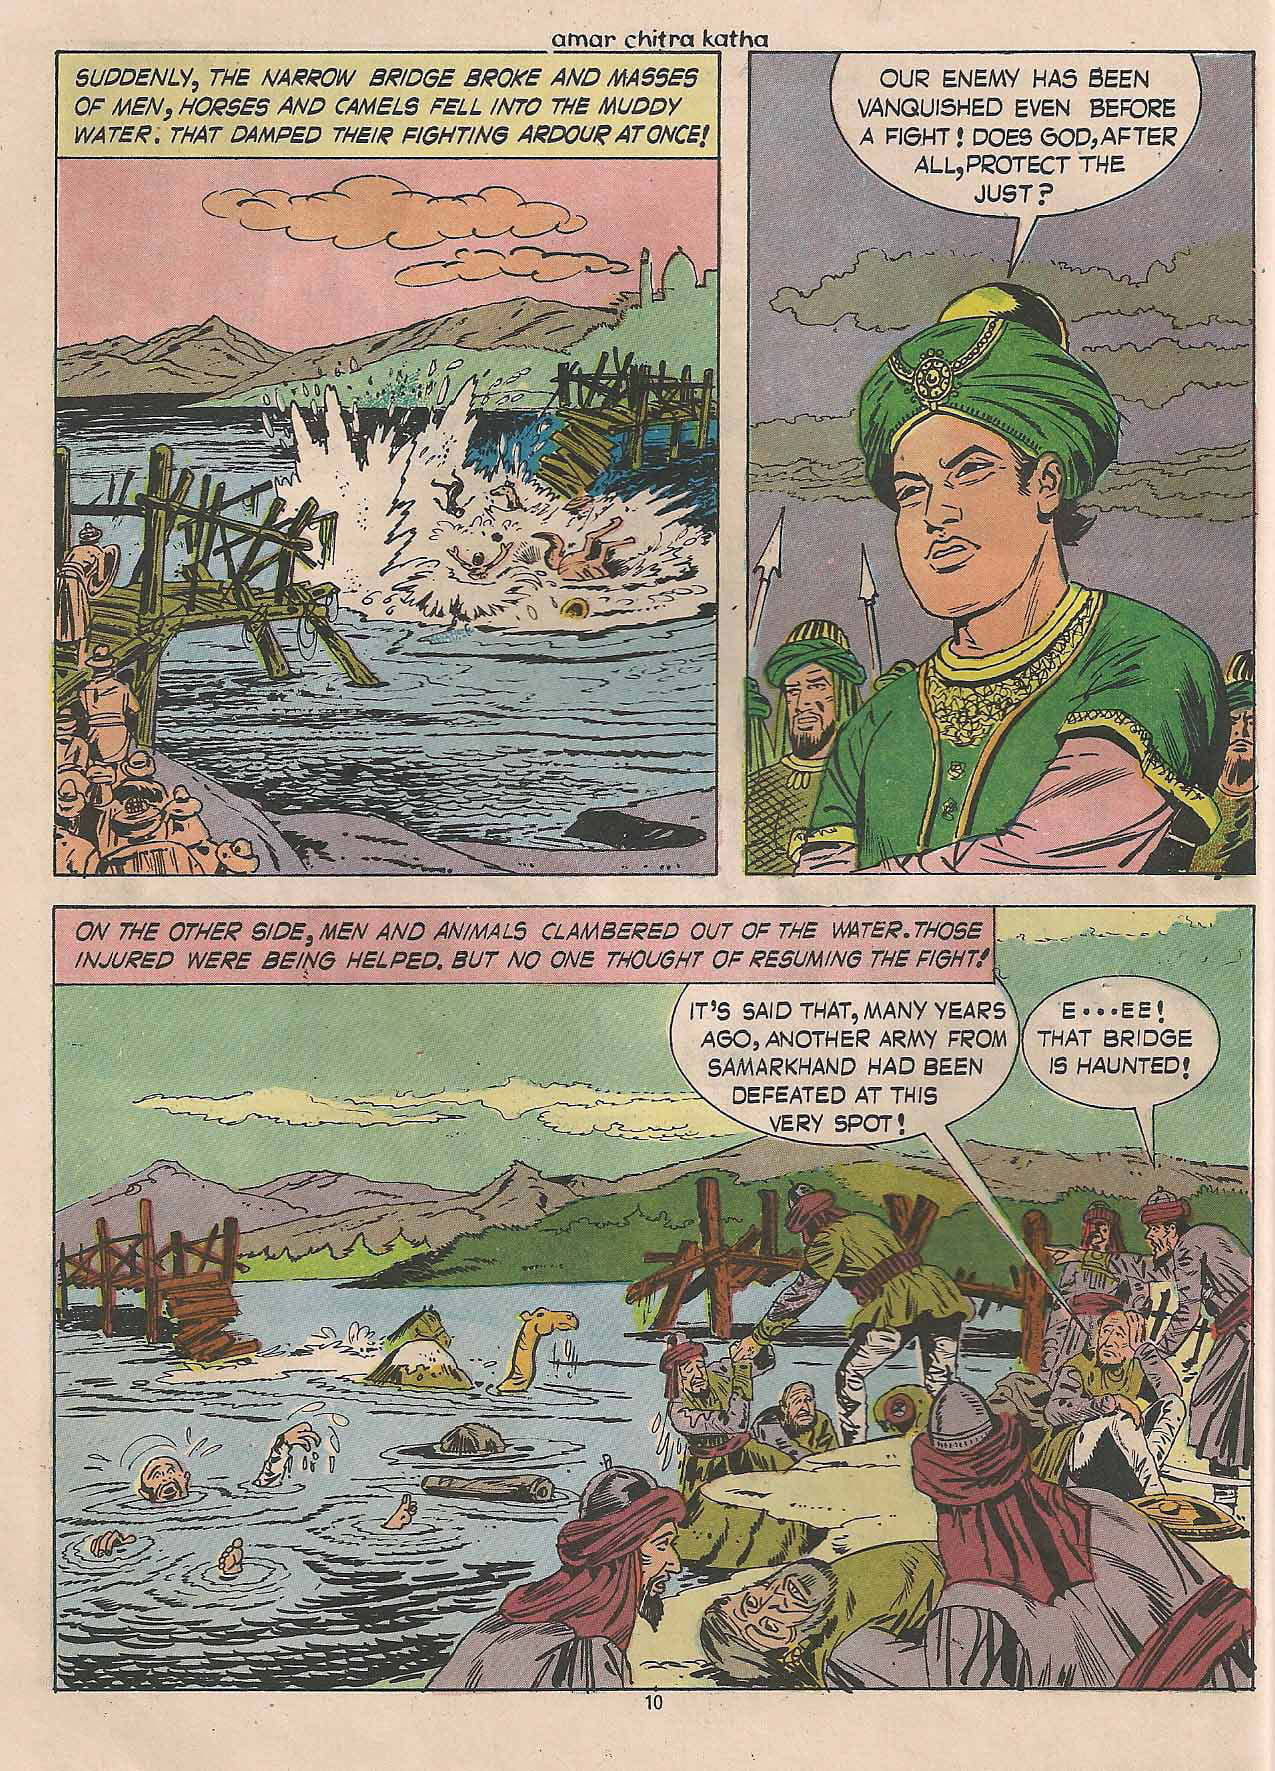 amar chitra katha
SUDDENLY, THE NARROW BRIDGE BROKE AND MASSES
OF MEN, HORSES AND CAMELS FELL INTO THE MUDDY
WATER. THAT DAMPED THEIR FIGHTING ARDOUR AT ONCE!
OUR ENEMY HAS BEEN
VANQUISHED EVEN BEFORE
A FIGHT! DOES GOD, AFTER
ALL, PROTECT THE
JUST?
ON THE OTHER SIDE, MEN AND ANIMALS CLAMBERED OUT OF THE WATER. THOSE
INJURED WERE BEING HELPED. BUT NO ONE THOUGHT OF RESUMING THE FIGHT!
IT'S SAID THAT, MANY YEARS
AGO, ANOTHER ARMY FROM
SAMARKHAND HAD BEEN
DEFEATED AT THIS
VERY SPOT!
E...EE!
THAT BRIDGE
IS HAUNTED!
10